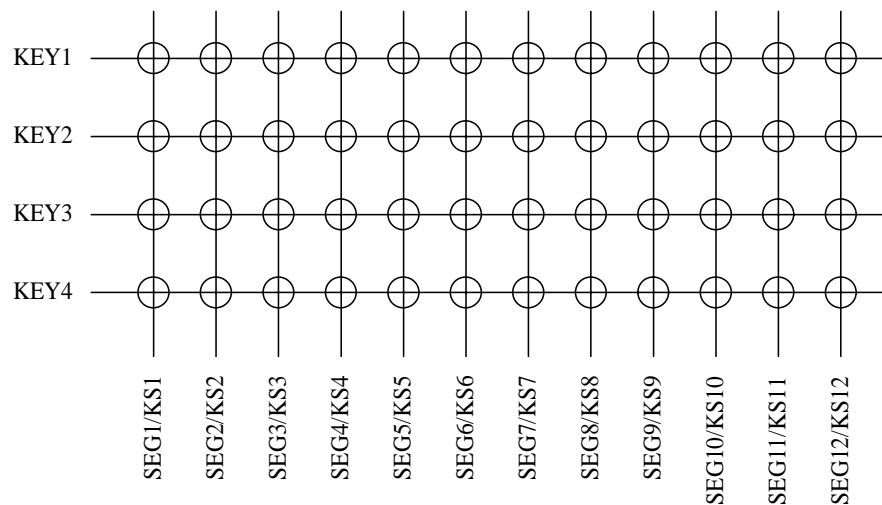 KEY1
KEY2
KEY3
KEY4
SEG1/KS1
SEG2/KS2
SEG3/KS3
SEG4/KS4
SEG5/KS5
SEG6/KS6
SEG7/KS7
SEG8/KS8
SEG9/KS9
SEG10/KS10
SEG11/KS11
SEG12/KS12